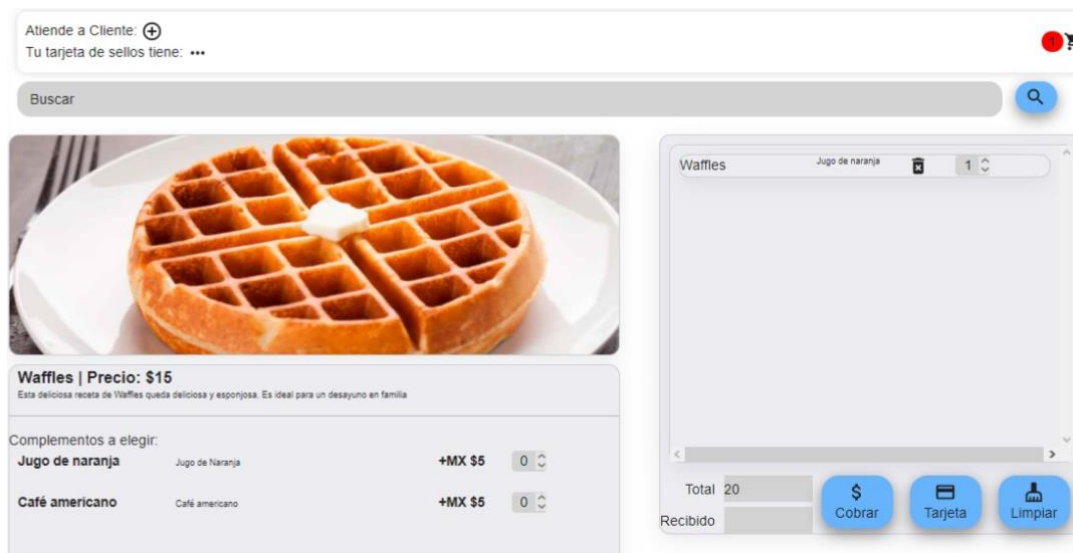 Atiende a Cliente:
Tu tarjeta de sellos tiene: •••
1
Buscar
Waffles Jugo de naranja 1
Waffles | Precio: $15
Esta deliciosa receta de Waffles queda deliciosa y esponjosa. Es ideal para un desayuno en familia
Complementos a elegir:
Jugo de naranja Jugo de Naranja +MX $5 0
Café americano Café americano +MX $5 0
Total 20
Recibido
$
Cobrar
Tarjeta
Limpiar